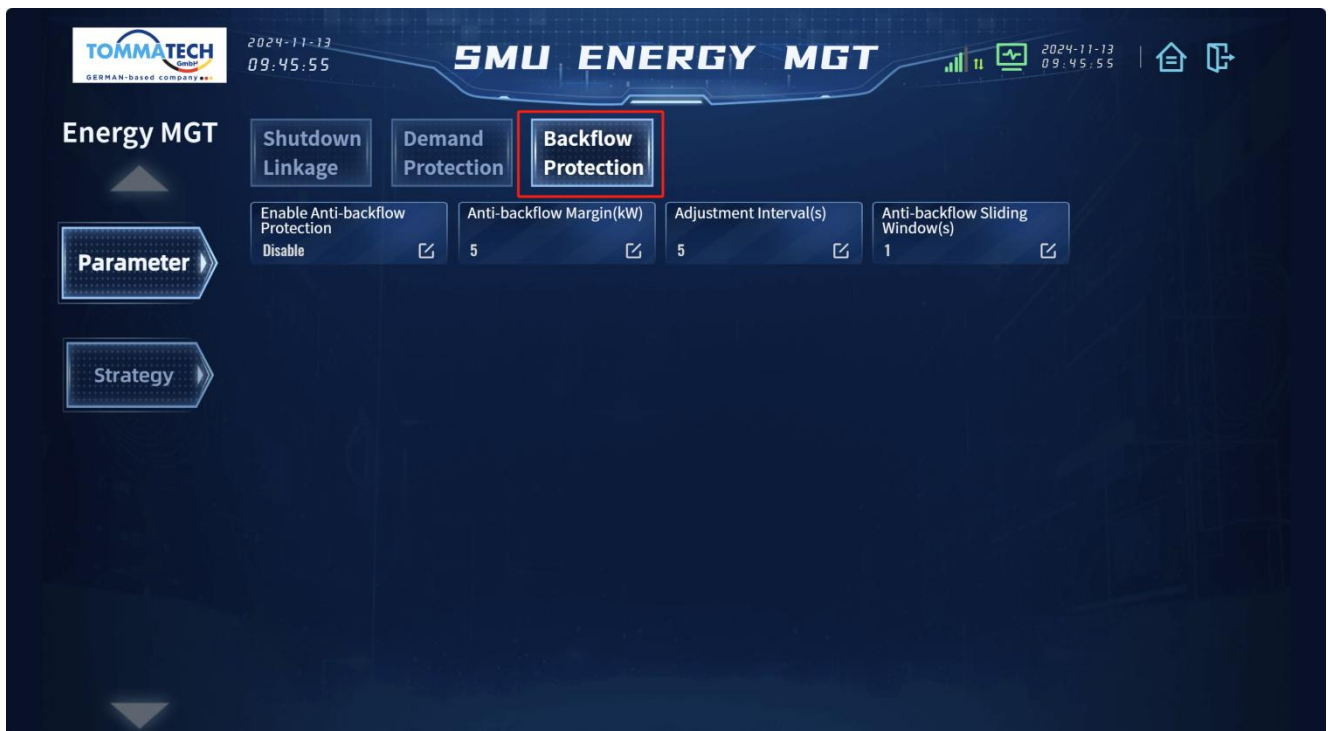 TOMMATECH
GmbH
GERMAN-based company
2024-11-13
09:45:55
SMU ENERGY MGT
2024-11-13
09:45:55
Energy MGT
Shutdown
Linkage
Demand
Protection
Backflow
Protection
Enable Anti-backflow
Protection
Disable
Anti-backflow Margin(kW)
5
Adjustment Interval(s)
5
Anti-backflow Sliding
Window(s)
1
Parameter
Strategy